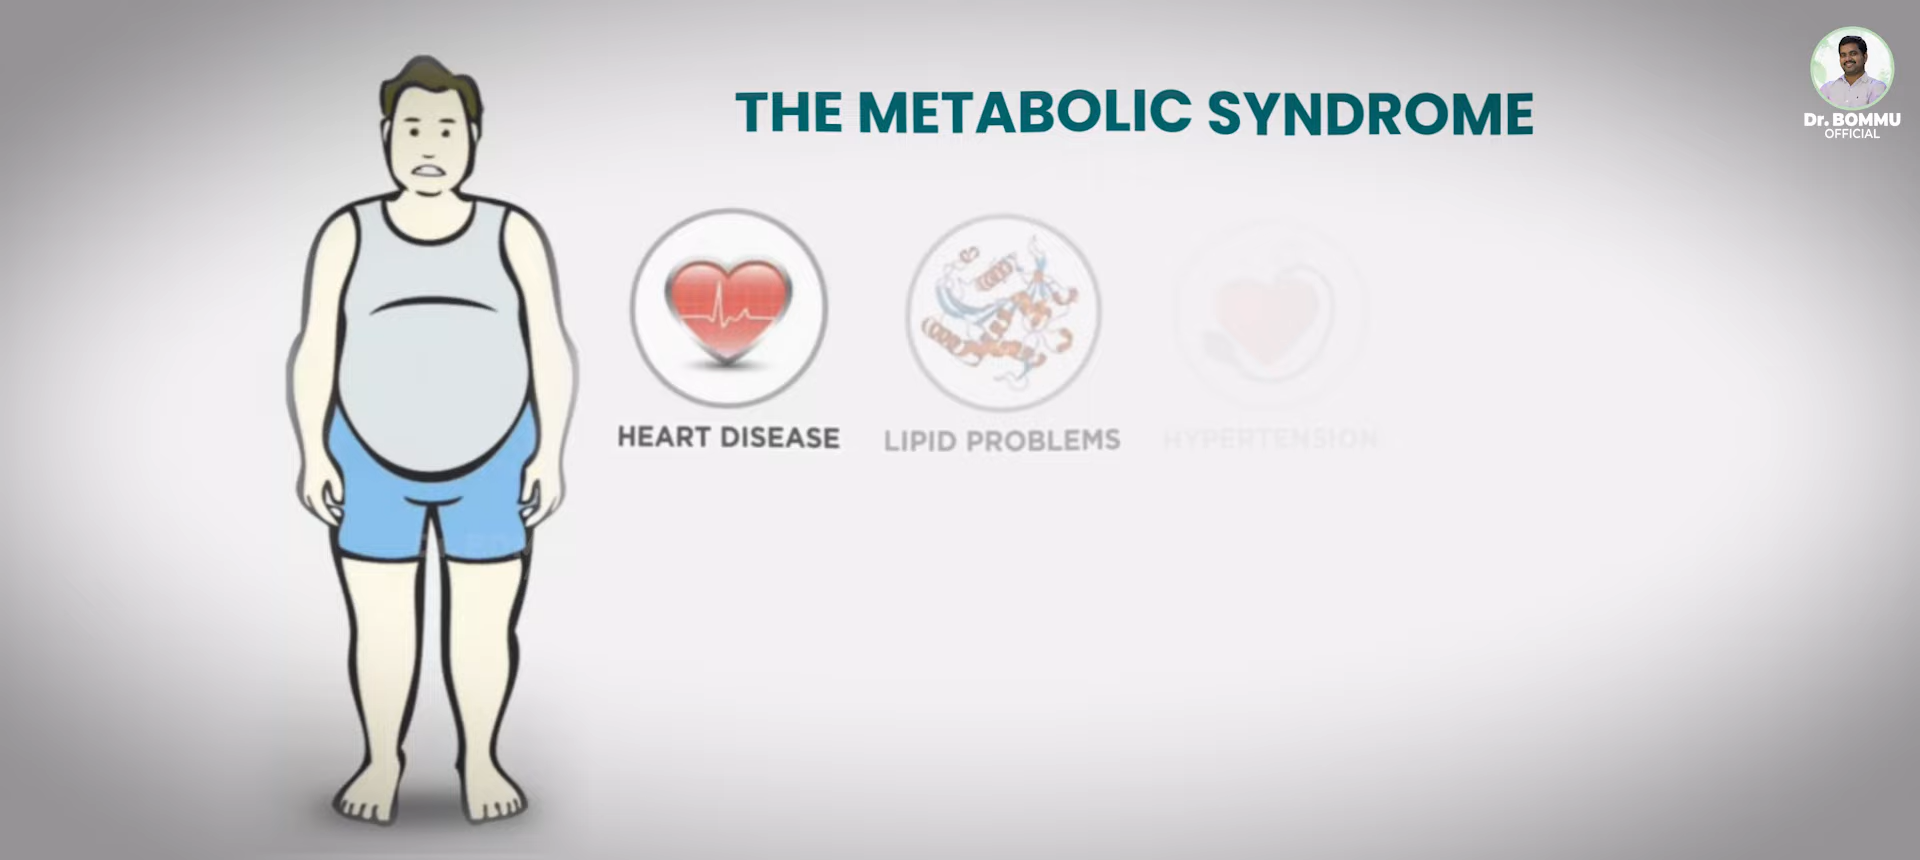 THE METABOLIC SYNDROME
Dr. BOMMU
OFFICIAL
HEART DISEASE
LIPID PROBLEMS
HYPERTENSION